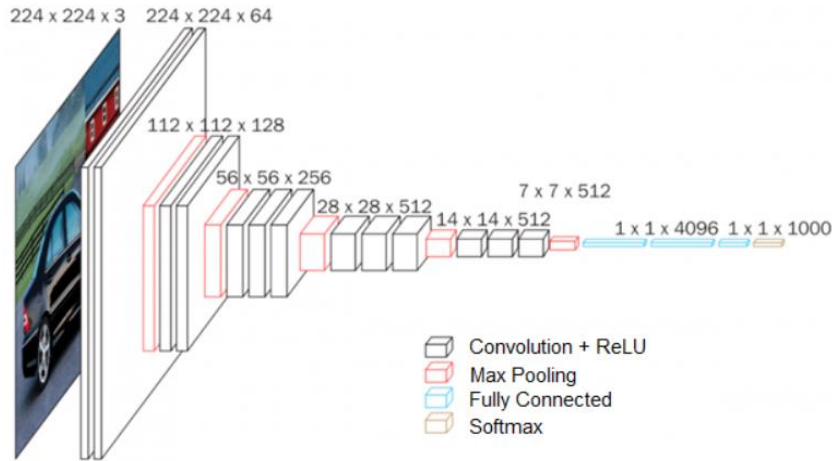 224 x 224 x 3
224 x 224 x 64
112 x 112 x 128
56 x 56 x 256
28 x 28 x 512
14 x 14 x 512
7 x 7 x 512
1 x 1 x 4096
1 x 1 x 1000
Convolution + ReLU
Max Pooling
Fully Connected
Softmax